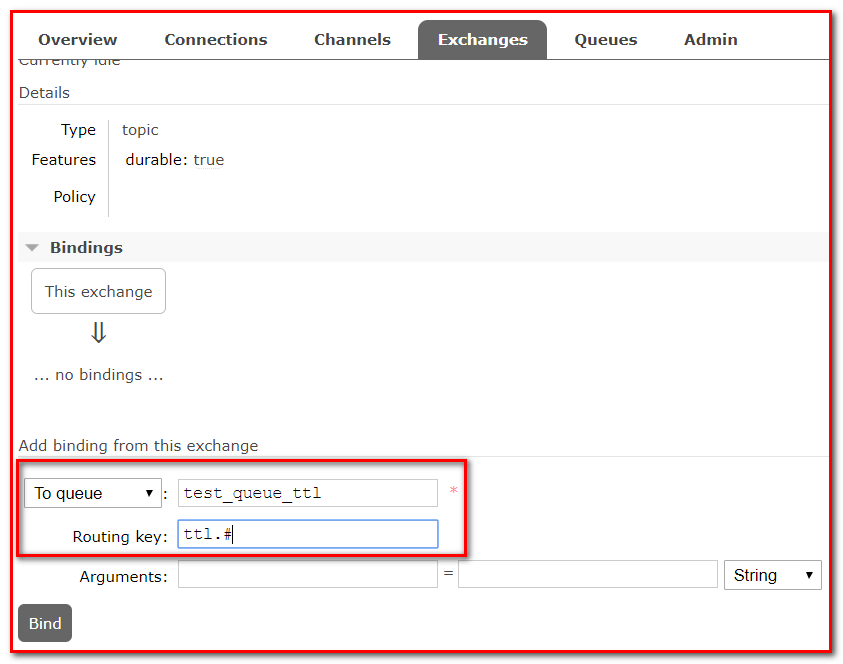 Overview Connections Channels Exchanges Queues Admin
Currently idle
Details
Type topic
Features durable: true
Policy
Bindings
This exchange
⇓
... no bindings ...
Add binding from this exchange
To queue : test_queue_ttl *
Routing key: ttl.#
Arguments: = String
Bind